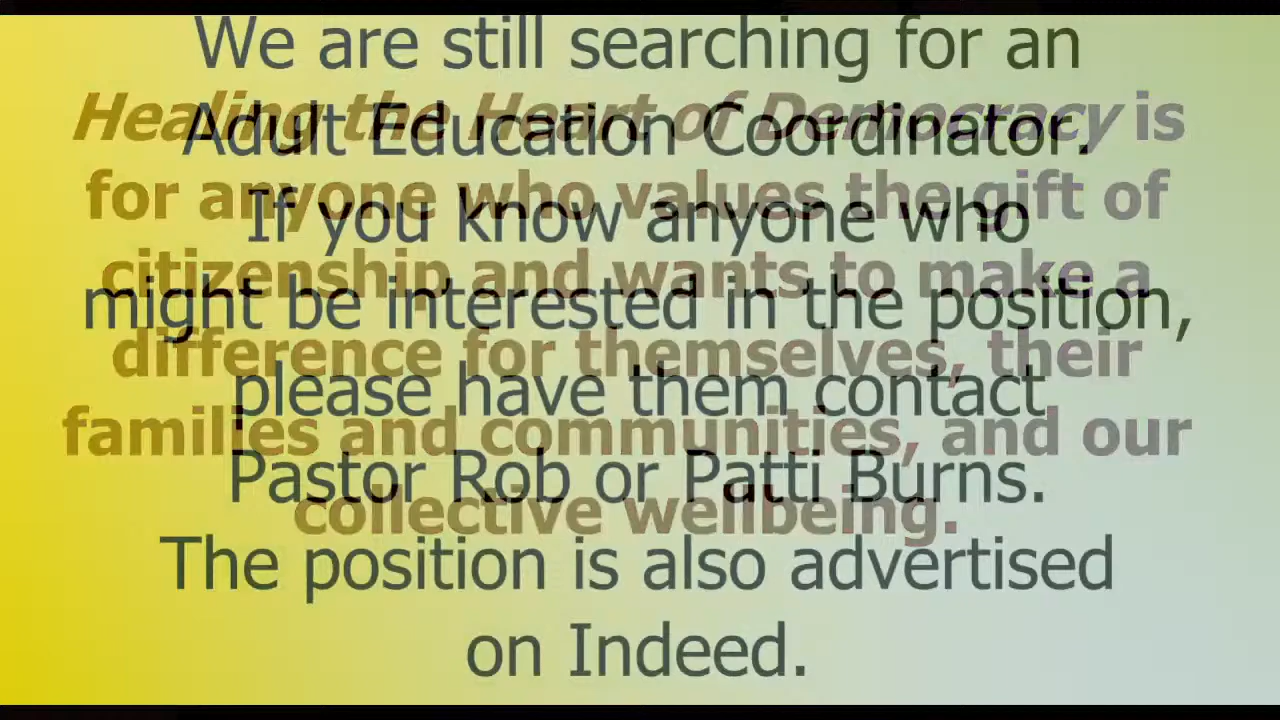 We are still searching for an
Adult Education Coordinator.
If you know anyone who
might be interested in the position,
please have them contact
Pastor Rob or Patti Burns.
The position is also advertised
on Indeed.
Healing the Heart of Democracy is
for anyone who values the gift of
citizenship and wants to make a
difference for themselves, their
families and communities, and our
collective wellbeing.